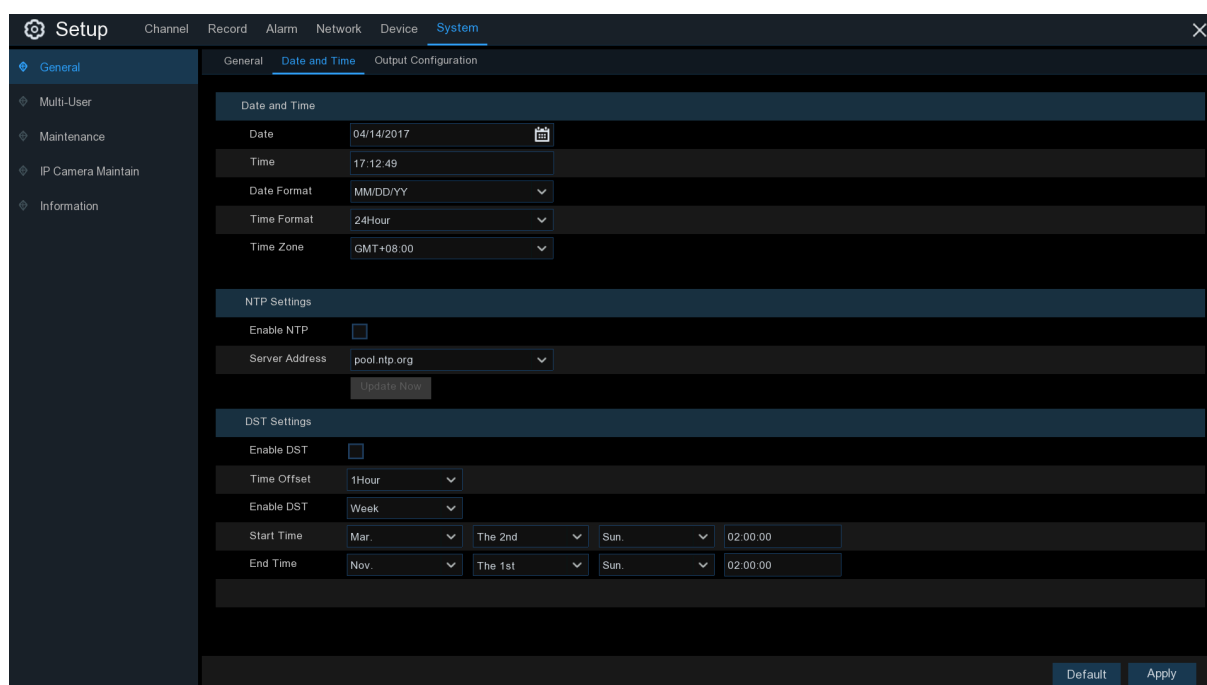 Setup Channel Record Alarm Network Device System
General
Multi-User
Maintenance
IP Camera Maintain
Information
General Date and Time Output Configuration
Date and Time
Date 04/14/2017
Time 17:12:49
Date Format MM/DD/YY
Time Format 24Hour
Time Zone GMT+08:00
NTP Settings
Enable NTP
Server Address pool.ntp.org
Update Now
DST Settings
Enable DST
Time Offset 1Hour
Enable DST Week
Start Time Mar. The 2nd Sun. 02:00:00
End Time Nov. The 1st Sun. 02:00:00
Default Apply